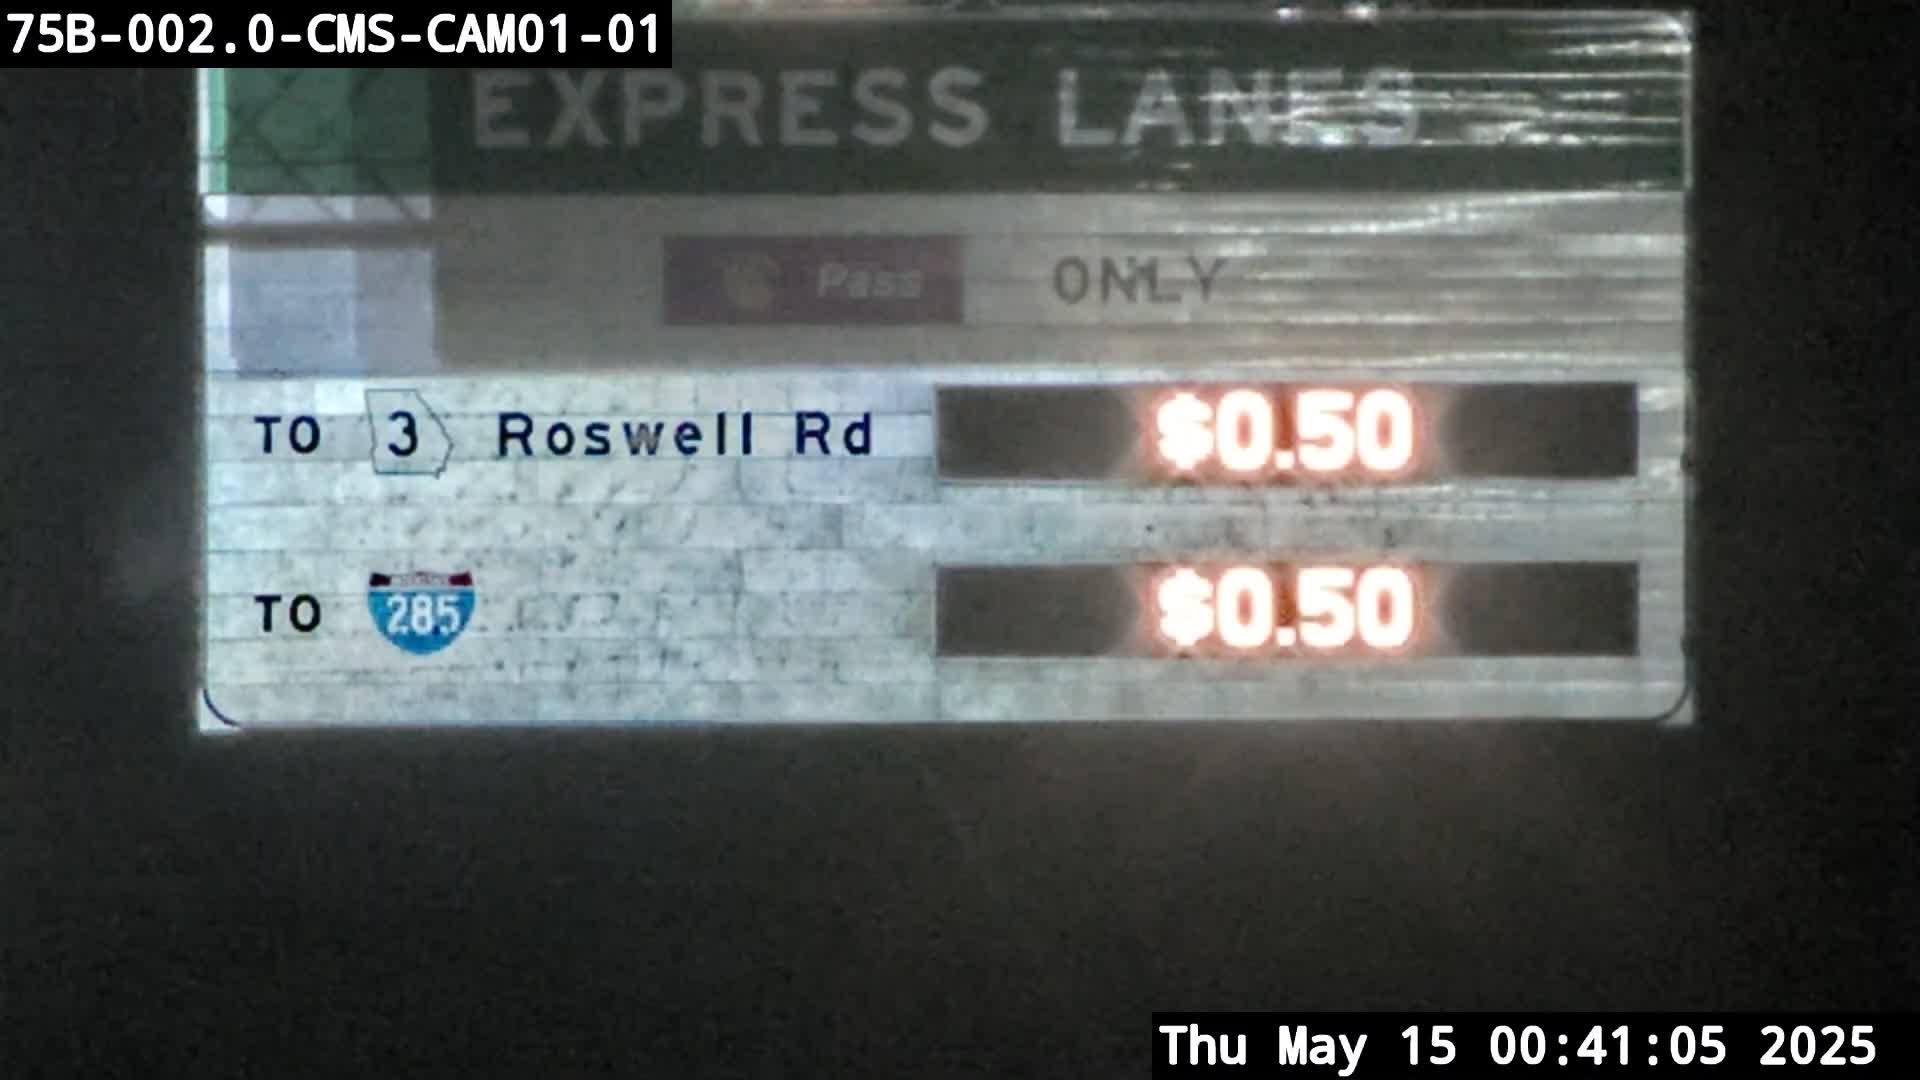 75B-002.0-CMS-CAM01-01
EXPRESS LANES
Pass ONLY
TO 3 Roswell Rd $0.50
TO 285 $0.50
Thu May 15 00:41:05 2025